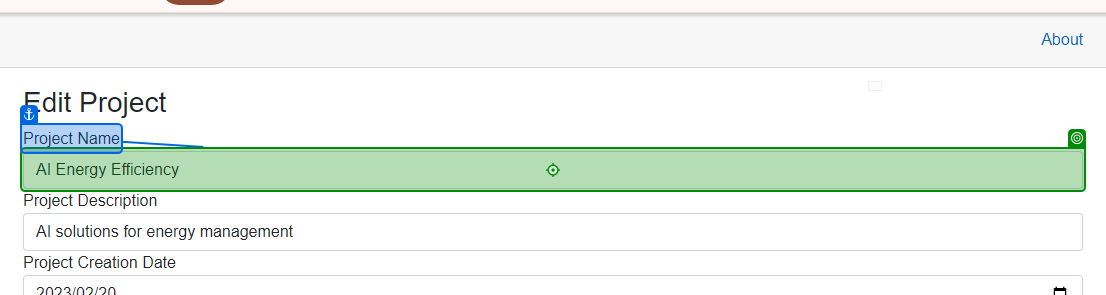 About
Edit Project
Project Name
AI Energy Efficiency
Project Description
AI solutions for energy management
Project Creation Date
2023/02/20